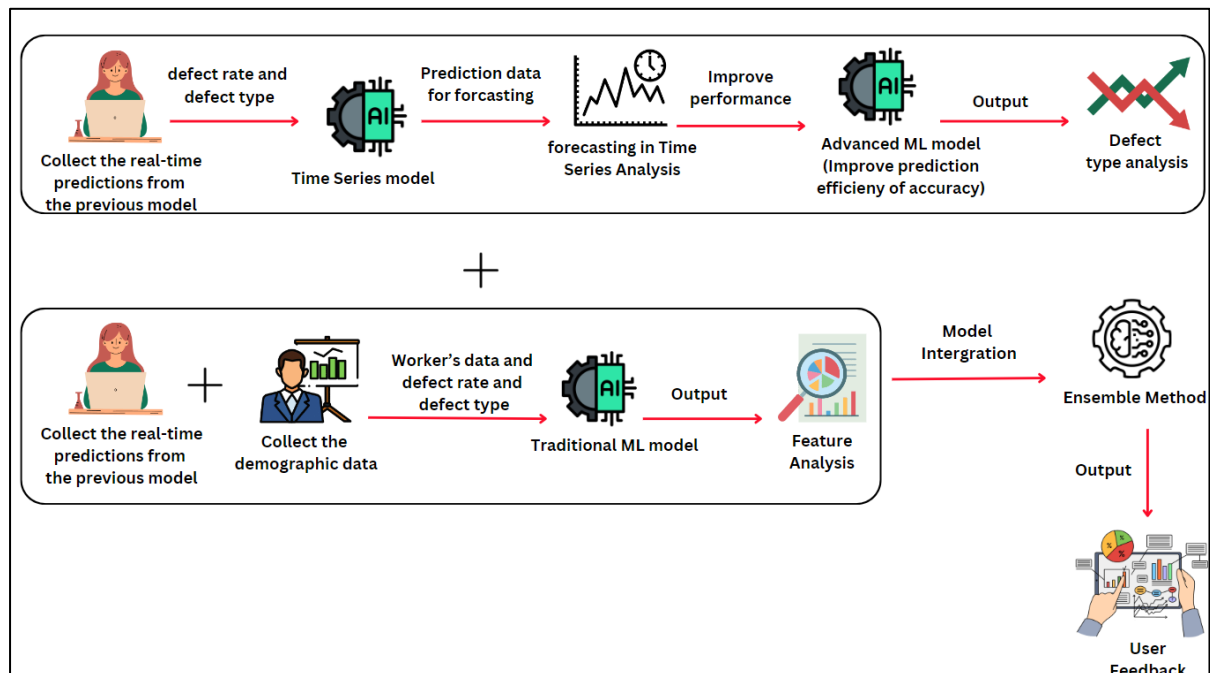 defect rate and
defect type
Prediction data
for forcasting
Improve
performance
Output
AI
AI
Collect the real-time
predictions from
the previous model
Time Series model
forecasting in Time
Series Analysis
Advanced ML model
(Improve prediction
efficieny of accuracy)
Defect
type analysis
Worker's data and
defect rate and
defect type
Output
Model
Intergration
AI
Collect the real-time
predictions from
the previous model
Collect the
demographic data
Traditional ML model
Feature
Analysis
Ensemble Method
Output
%
%
%
User
Feedback